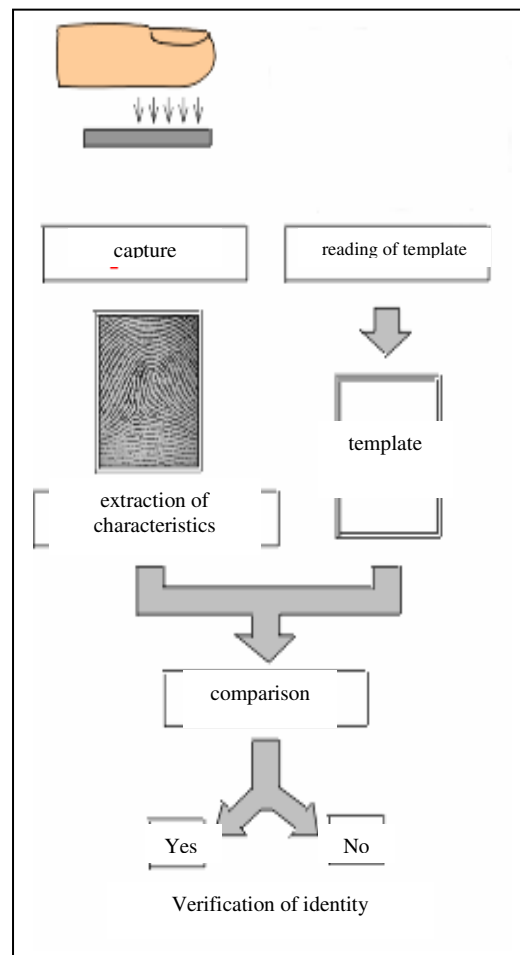 capture
reading of template
template
extraction of
characteristics
comparison
Yes
No
Verification of identity